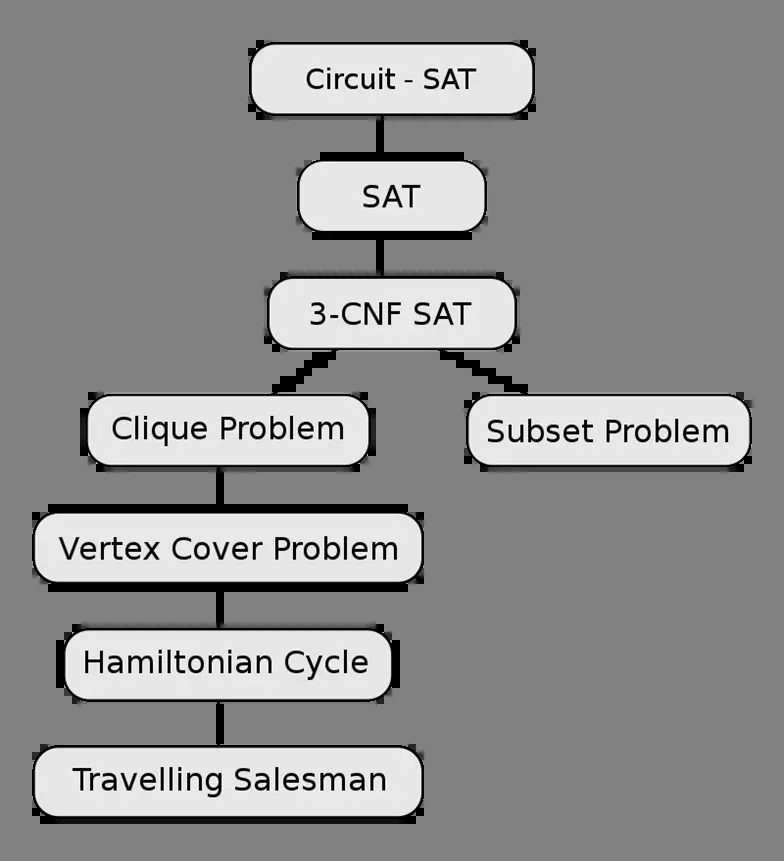 Circuit - SAT
SAT
3-CNF SAT
Clique Problem
Subset Problem
Vertex Cover Problem
Hamiltonian Cycle
Travelling Salesman